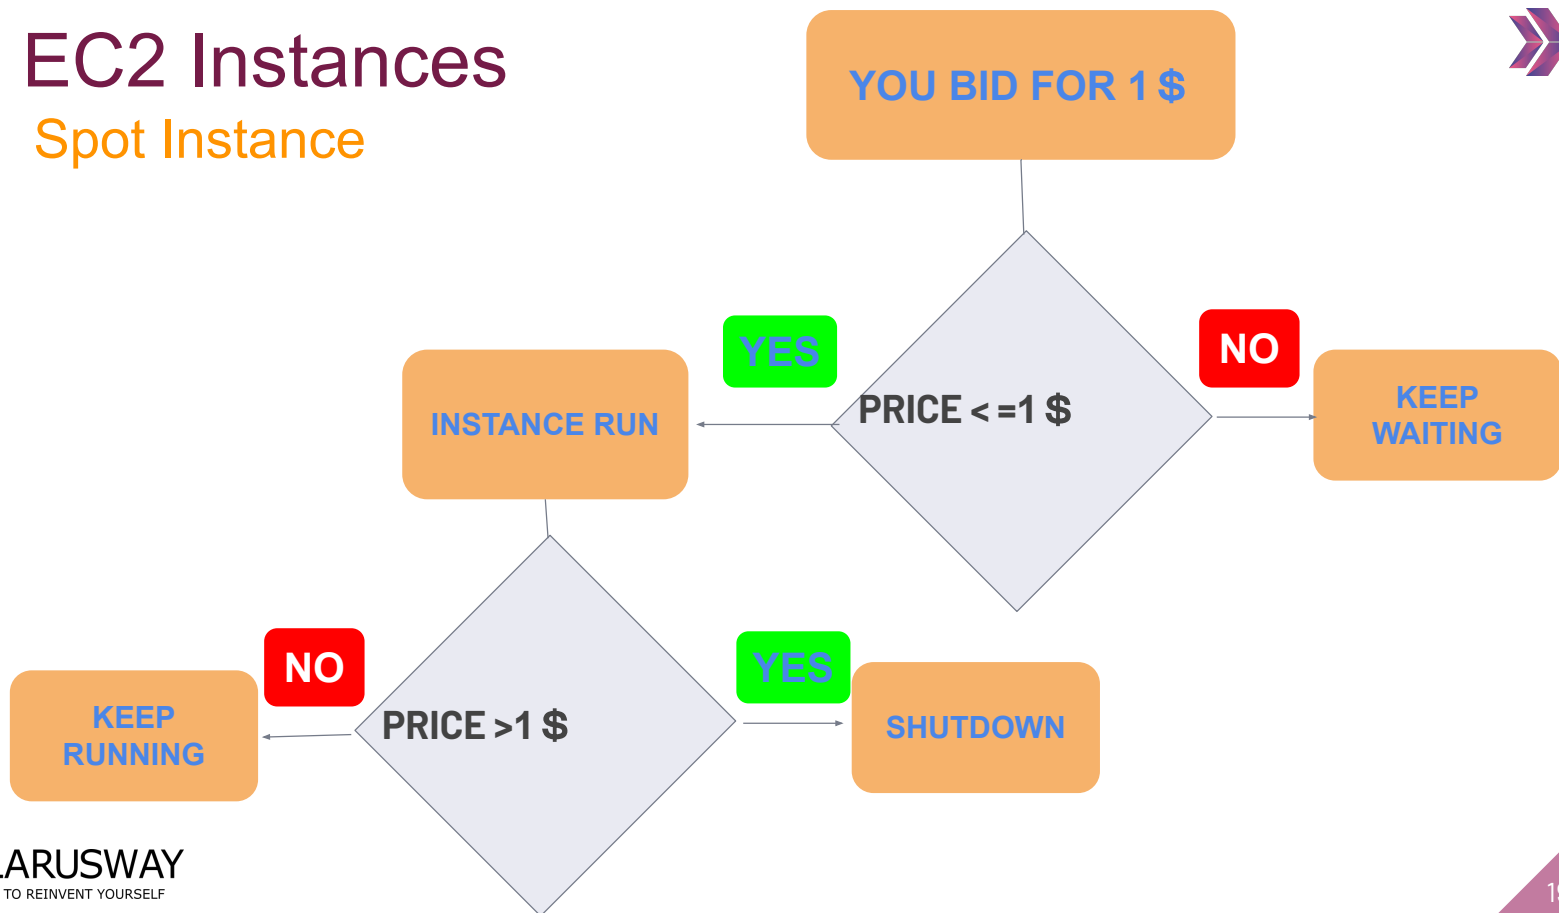 EC2 Instances
Spot Instance
YOU BID FOR 1 $
YES
NO
INSTANCE RUN
PRICE < =1 $
KEEP
WAITING
NO
YES
KEEP
RUNNING
PRICE >1 $
SHUTDOWN
LARUSWAY
TO REINVENT YOURSELF